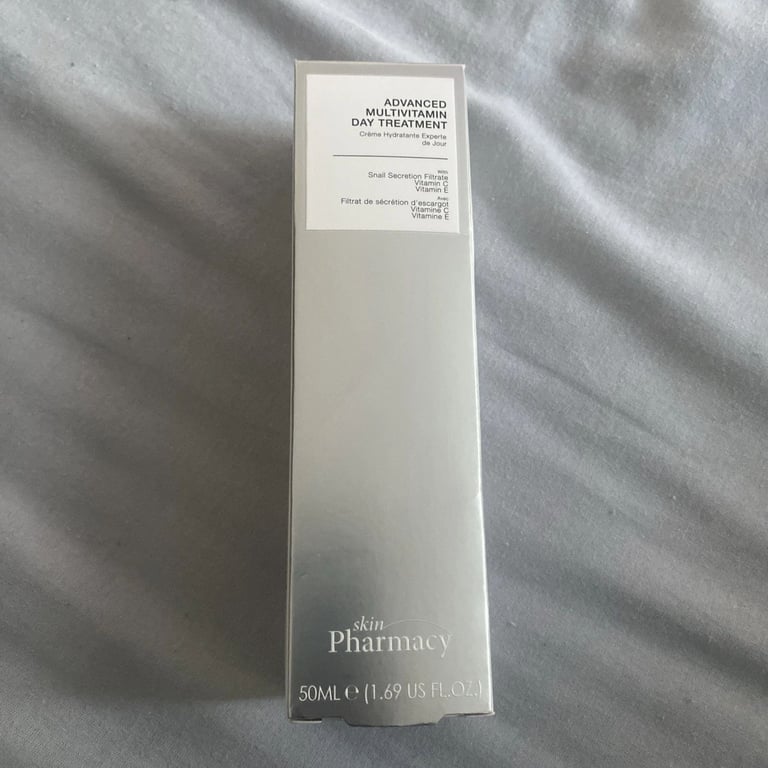 ADVANCED
MULTIVITAMIN
DAY TREATMENT
Crème Hydratante Experte
de Jour
With
Snail Secretion Filtrate
Vitamin C
Vitamin E
Avec
Filtrat de sécrétion d'escargot
Vitamine C
Vitamine E
skin
Pharmacy
50ML ℮ (1.69 US FL.OZ.)